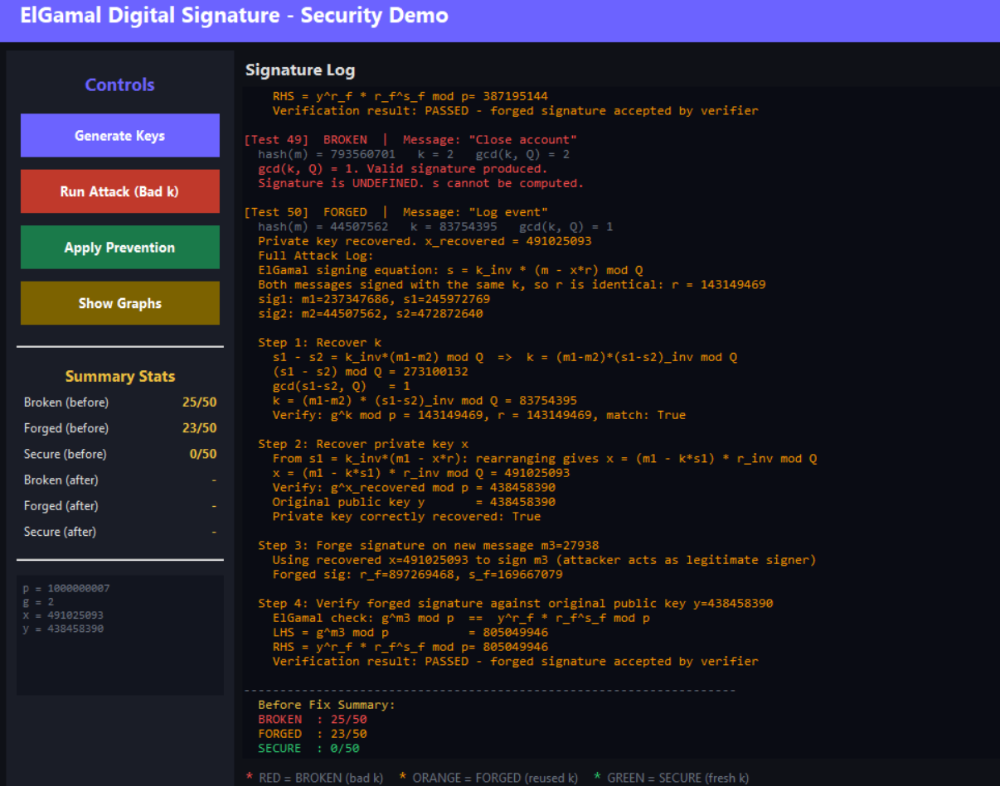 ElGamal Digital Signature - Security Demo
Controls
Generate Keys
Run Attack (Bad k)
Apply Prevention
Show Graphs
Summary Stats
Broken (before) 25/50
Forged (before) 23/50
Secure (before) 0/50
Broken (after) -
Forged (after) -
Secure (after) -
p = 1000000007
g = 2
x = 491025093
y = 438458390
Signature Log
RHS = y^r_f * r_f^s_f mod p= 387195144
Verification result: PASSED - forged signature accepted by verifier
[Test 49] BROKEN | Message: "Close account"
hash(m) = 793560701 k = 2 gcd(k, Q) = 2
gcd(k, Q) = 1. Valid signature produced.
Signature is UNDEFINED. s cannot be computed.
[Test 50] FORGED | Message: "Log event"
hash(m) = 44507562 k = 83754395 gcd(k, Q) = 1
Private key recovered. x_recovered = 491025093
Full Attack Log:
ElGamal signing equation: s = k_inv * (m - x*r) mod Q
Both messages signed with the same k, so r is identical: r = 143149469
sig1: m1=237347686, s1=245972769
sig2: m2=44507562, s2=472872640
Step 1: Recover k
s1 - s2 = k_inv*(m1-m2) mod Q => k = (m1-m2)*(s1-s2)_inv mod Q
(s1 - s2) mod Q = 273100132
gcd(s1-s2, Q) = 1
k = (m1-m2) * (s1-s2)_inv mod Q = 83754395
Verify: g^k mod p = 143149469, r = 143149469, match: True
Step 2: Recover private key x
From s1 = k_inv*(m1 - x*r): rearranging gives x = (m1 - k*s1) * r_inv mod Q
x = (m1 - k*s1) * r_inv mod Q = 491025093
Verify: g^x_recovered mod p = 438458390
Original public key y = 438458390
Private key correctly recovered: True
Step 3: Forge signature on new message m3=27938
Using recovered x=491025093 to sign m3 (attacker acts as legitimate signer)
Forged sig: r_f=897269468, s_f=169667079
Step 4: Verify forged signature against original public key y=438458390
ElGamal check: g^m3 mod p == y^r_f * r_f^s_f mod p
LHS = g^m3 mod p = 805049946
RHS = y^r_f * r_f^s_f mod p= 805049946
Verification result: PASSED - forged signature accepted by verifier
----------------------------------------------------------------------
Before Fix Summary:
BROKEN : 25/50
FORGED : 23/50
SECURE : 0/50
* RED = BROKEN (bad k) * ORANGE = FORGED (reused k) * GREEN = SECURE (fresh k)